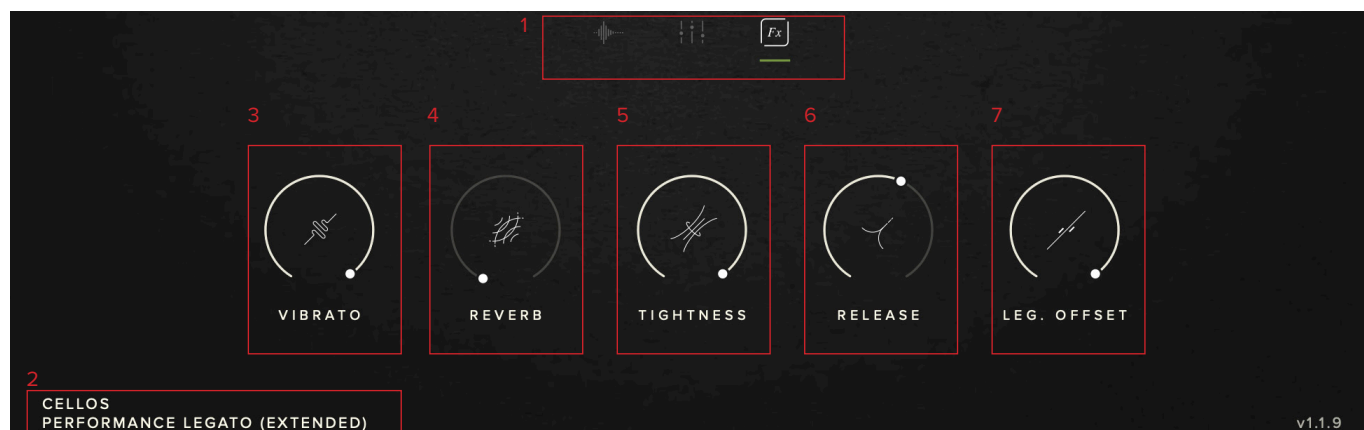 1
Fx
3 4 5 6 7
VIBRATO REVERB TIGHTNESS RELEASE LEG. OFFSET
2
CELLOS
PERFORMANCE LEGATO (EXTENDED)
v1.1.9